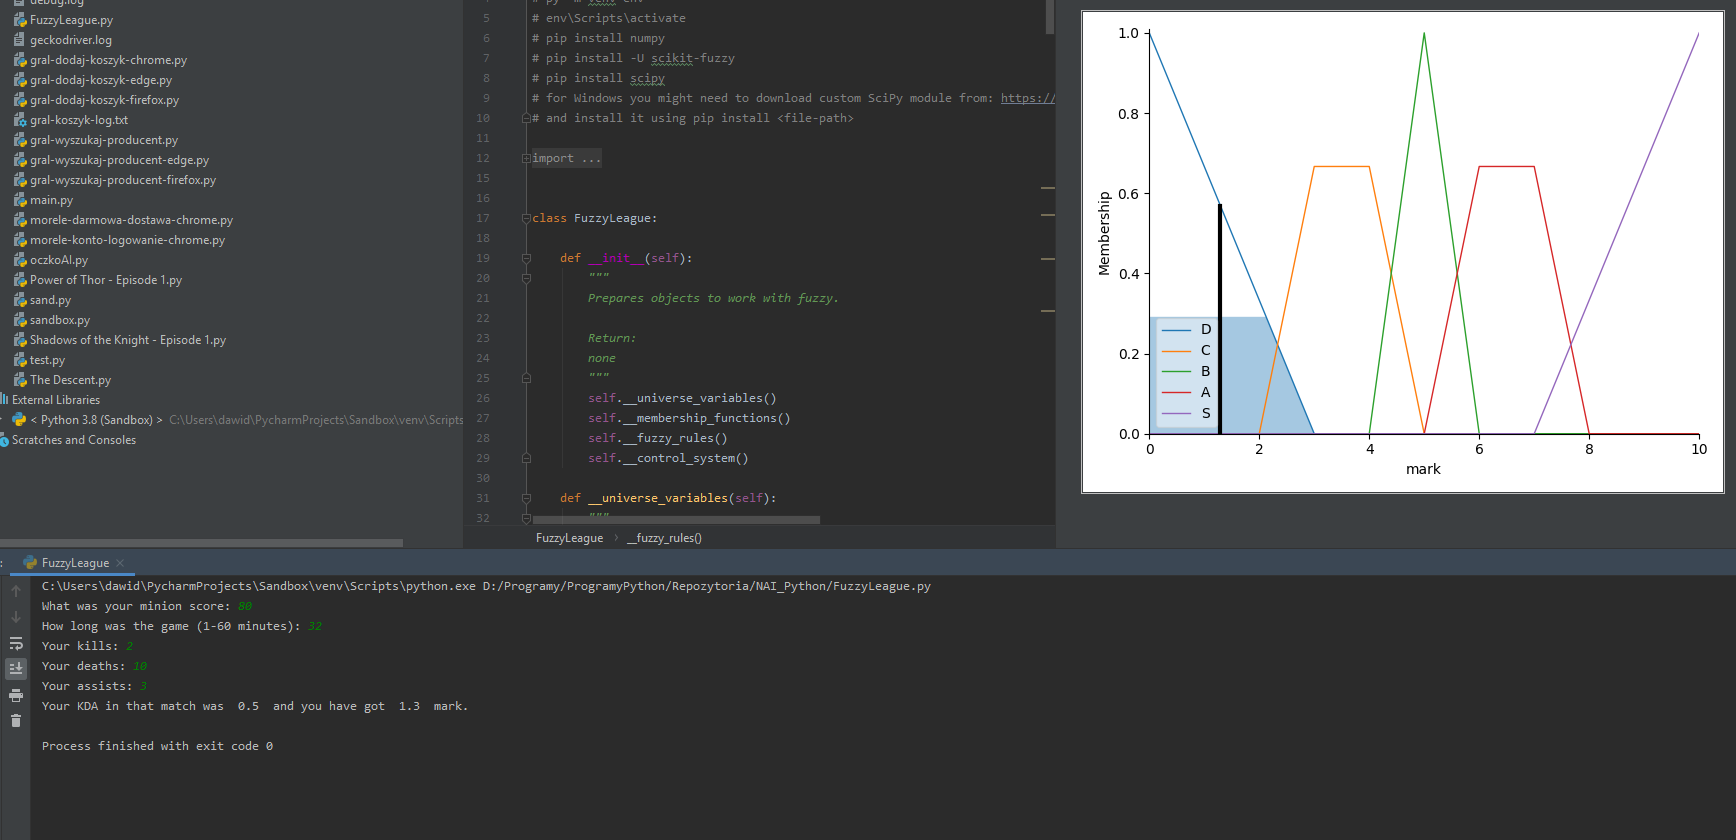 debug.log
FuzzyLeague.py
geckodriver.log
gral-dodaj-koszyk-chrome.py
gral-dodaj-koszyk-edge.py
gral-dodaj-koszyk-firefox.py
gral-koszyk-log.txt
gral-wyszukaj-producent.py
gral-wyszukaj-producent-edge.py
gral-wyszukaj-producent-firefox.py
main.py
morele-darmowa-dostawa-chrome.py
morele-konto-logowanie-chrome.py
oczkoAI.py
Power of Thor - Episode 1.py
sand.py
sandbox.py
Shadows of the Knight - Episode 1.py
test.py
The Descent.py
External Libraries
< Python 3.8 (Sandbox) > C:\Users\dawid\PycharmProjects\Sandbox\venv\Scripts
Scratches and Consoles
4 # py -m venv env
5 # env\Scripts\activate
6 # pip install numpy
7 # pip install -U scikit-fuzzy
8 # pip install scipy
9 # for Windows you might need to download custom SciPy module from: https://
10 # and install it using pip install <file-path>
11
12 import ...
15
16
17 class FuzzyLeague:
18
19 def __init__(self):
20 """
21 Prepares objects to work with fuzzy.
22
23 Return:
24 none
25 """
26 self.__universe_variables()
27 self.__membership_functions()
28 self.__fuzzy_rules()
29 self.__control_system()
30
31 def __universe_variables(self):
32 """
FuzzyLeague > __fuzzy_rules()
1.0
0.8
0.6
0.4
0.2
0.0
Membership
D
C
B
A
S
0 2 4 6 8 10
mark
FuzzyLeague ×
C:\Users\dawid\PycharmProjects\Sandbox\venv\Scripts\python.exe D:/Programy/ProgramyPython/Repozytoria/NAI_Python/FuzzyLeague.py
What was your minion score: 80
How long was the game (1-60 minutes): 32
Your kills: 2
Your deaths: 10
Your assists: 3
Your KDA in that match was  0.5  and you have got  1.3  mark.
Process finished with exit code 0